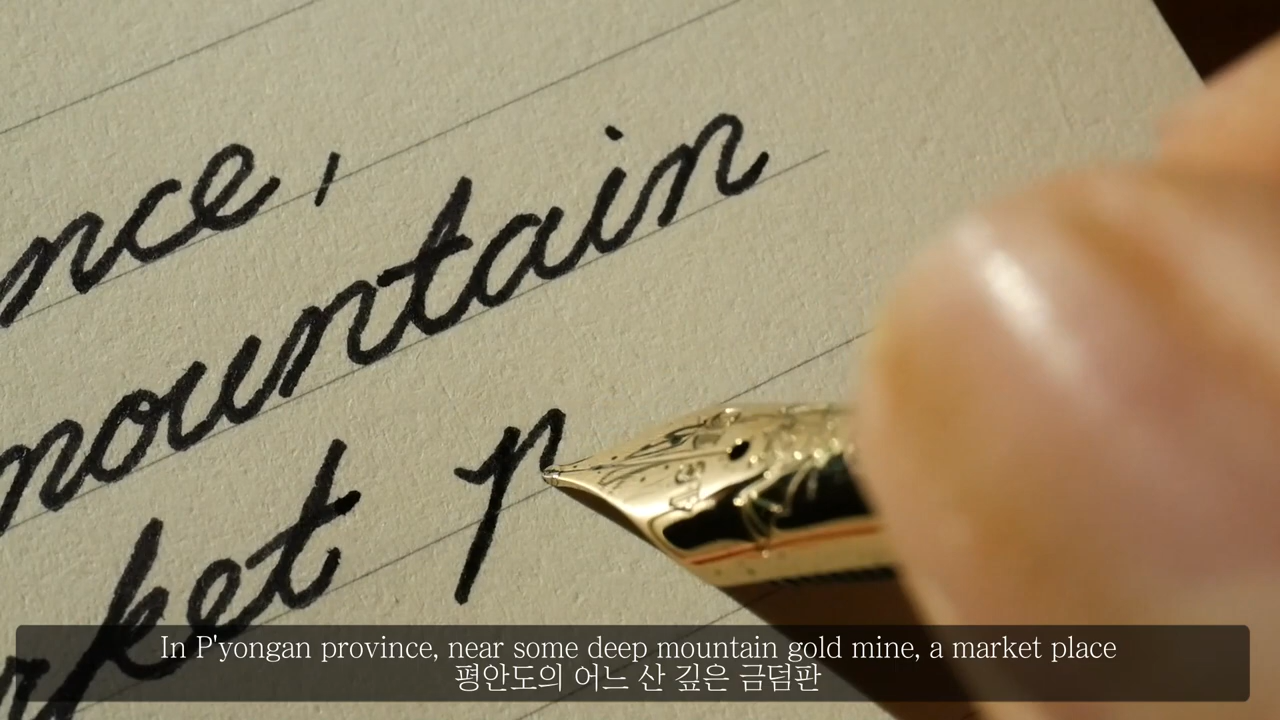 nce,
mountain
rket p
In P'yongan province, near some deep mountain gold mine, a market place
평안도의 어느 산 깊은 금덤판